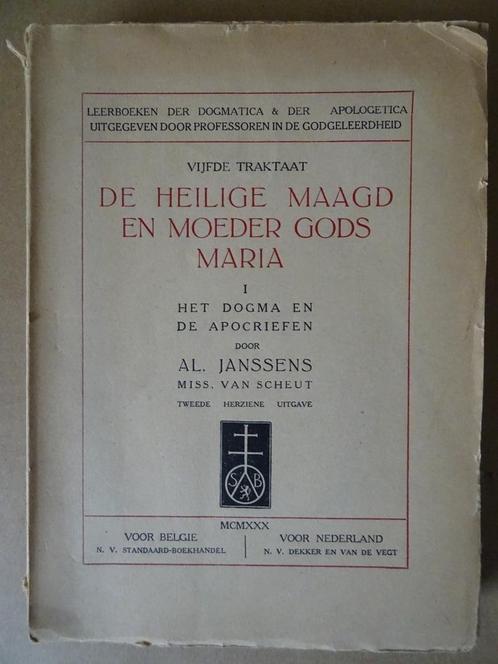 LEERBOEKEN DER DOGMATICA & DER APOLOGETICA
UITGEGEVEN DOOR PROFESSOREN IN DE GODGELEERDHEID
VIJFDE TRAKTAAT
DE HEILIGE MAAGD
EN MOEDER GODS
MARIA
I
HET DOGMA EN
DE APOCRIEFEN
DOOR
AL. JANSSENS
MISS. VAN SCHEUT
TWEEDE HERZIENE UITGAVE
S B
MCMXXX
VOOR BELGIE
N. V. STANDAARD-BOEKHANDEL
VOOR NEDERLAND
N. V. DEKKER EN VAN DE VEGT